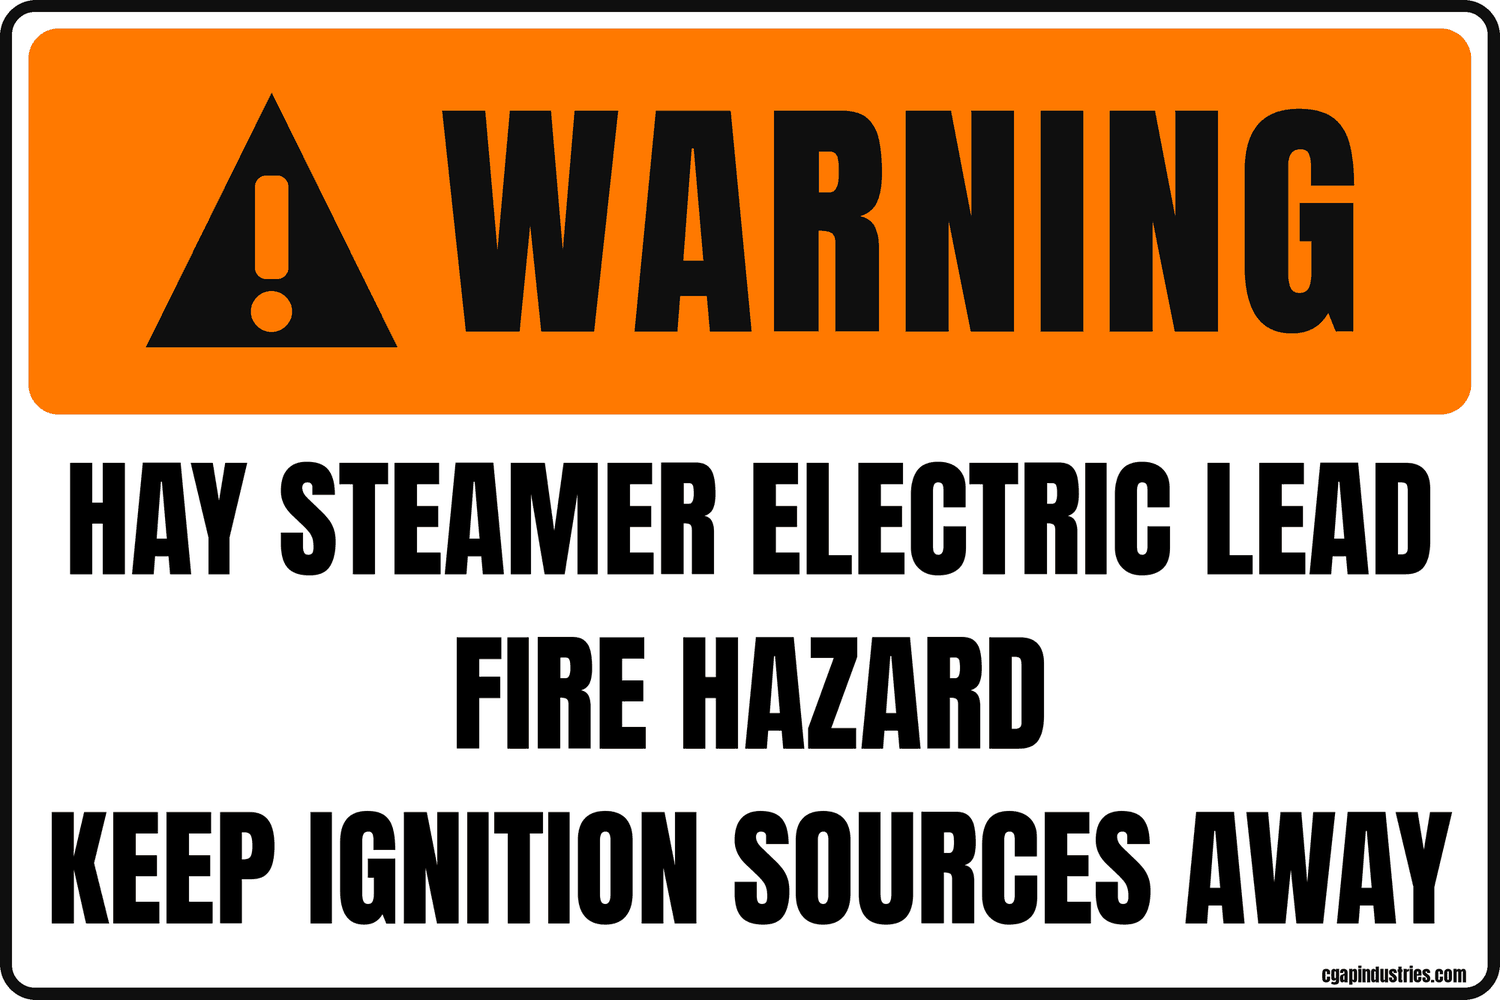 WARNING
HAY STEAMER ELECTRIC LEAD
FIRE HAZARD
KEEP IGNITION SOURCES AWAY
cgapindustries.com